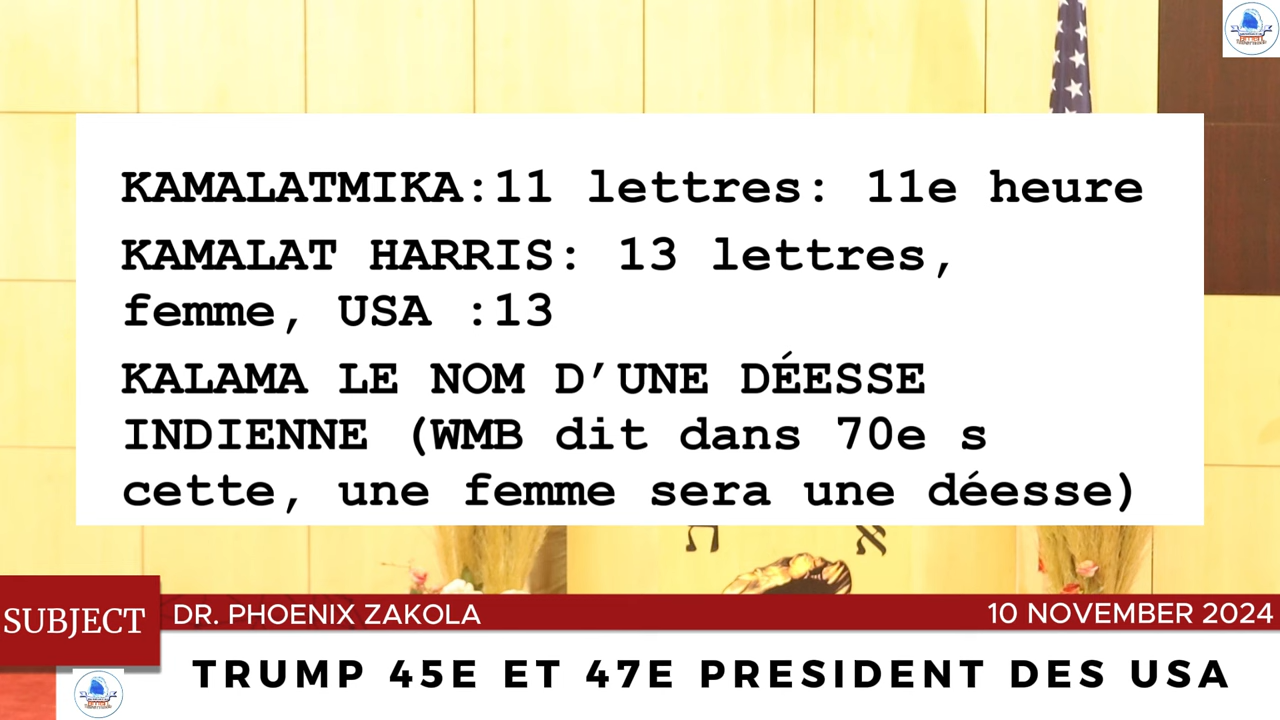 KAMALATMIKA:11 lettres: 11e heure
KAMALAT HARRIS: 13 lettres,
femme, USA :13
KALAMA LE NOM D’UNE DÉESSE
INDIENNE (WMB dit dans 70e s
cette, une femme sera une déesse)
ת א
SUBJECT
DR. PHOENIX ZAKOLA
10 NOVEMBER 2024
TRUMP 45E ET 47E PRESIDENT DES USA